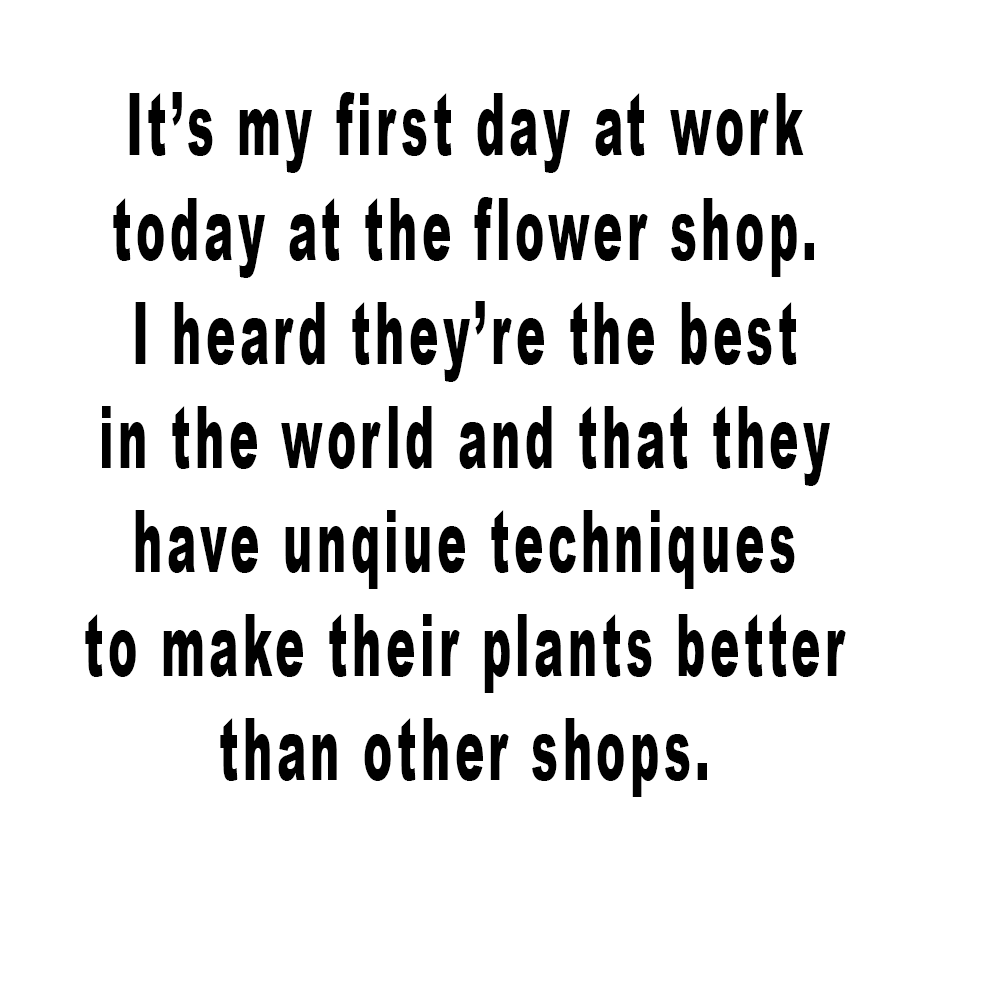 It’s my first day at work
today at the flower shop.
I heard they’re the best
in the world and that they
have unqiue techniques
to make their plants better
than other shops.